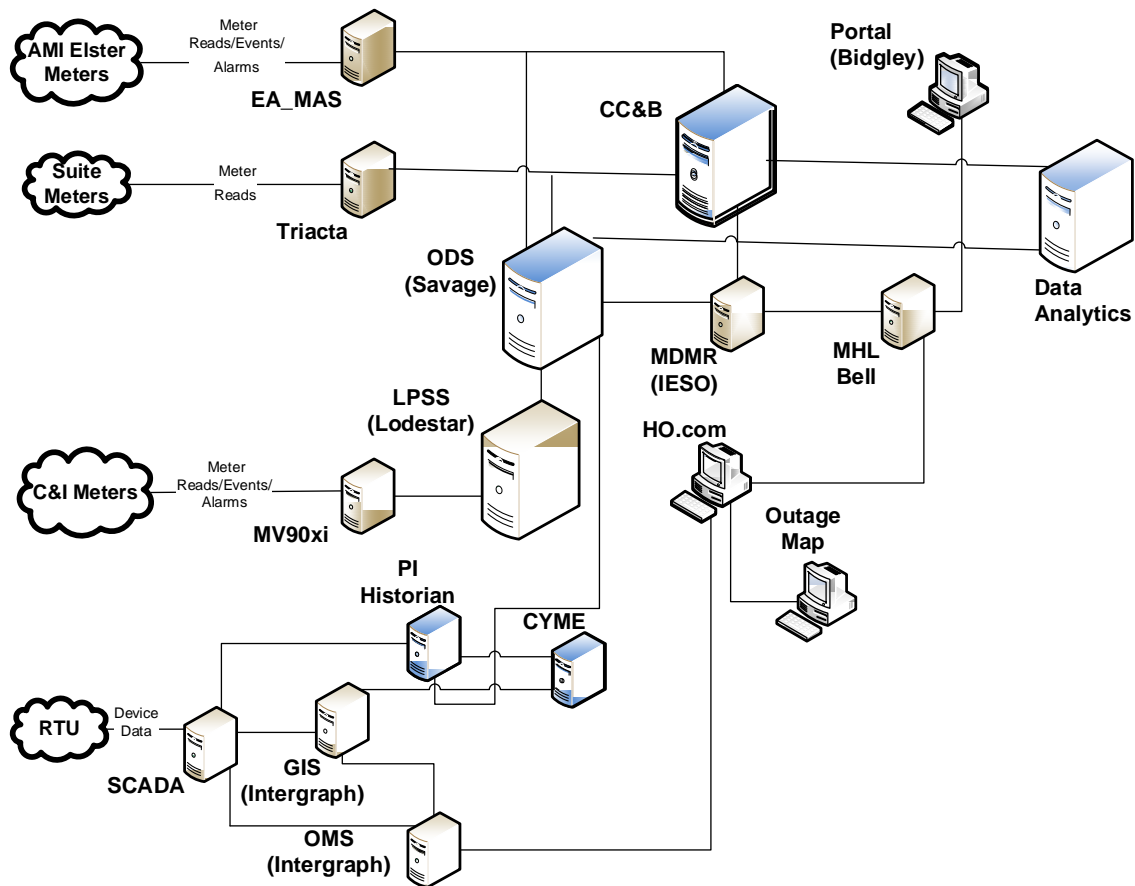 AMI Elster
Meters
Meter
Reads/Events/
Alarms
EA_MAS
CC&B
Portal
(Bidgley)
Suite
Meters
Meter
Reads
Triacta
ODS
(Savage)
Data
Analytics
MDMR
(IESO)
MHL
Bell
LPSS
(Lodestar)
HO.com
C&I Meters
Meter
Reads/Events/
Alarms
MV90xi
Outage
Map
PI
Historian
CYME
RTU
Device
Data
SCADA
GIS
(Intergraph)
OMS
(Intergraph)